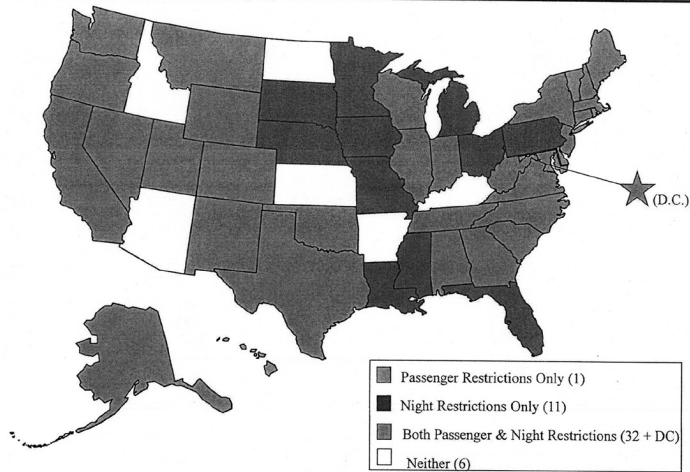 (D.C.)
Passenger Restrictions Only (1)
Night Restrictions Only (11)
Both Passenger & Night Restrictions (32 + DC)
Neither (6)